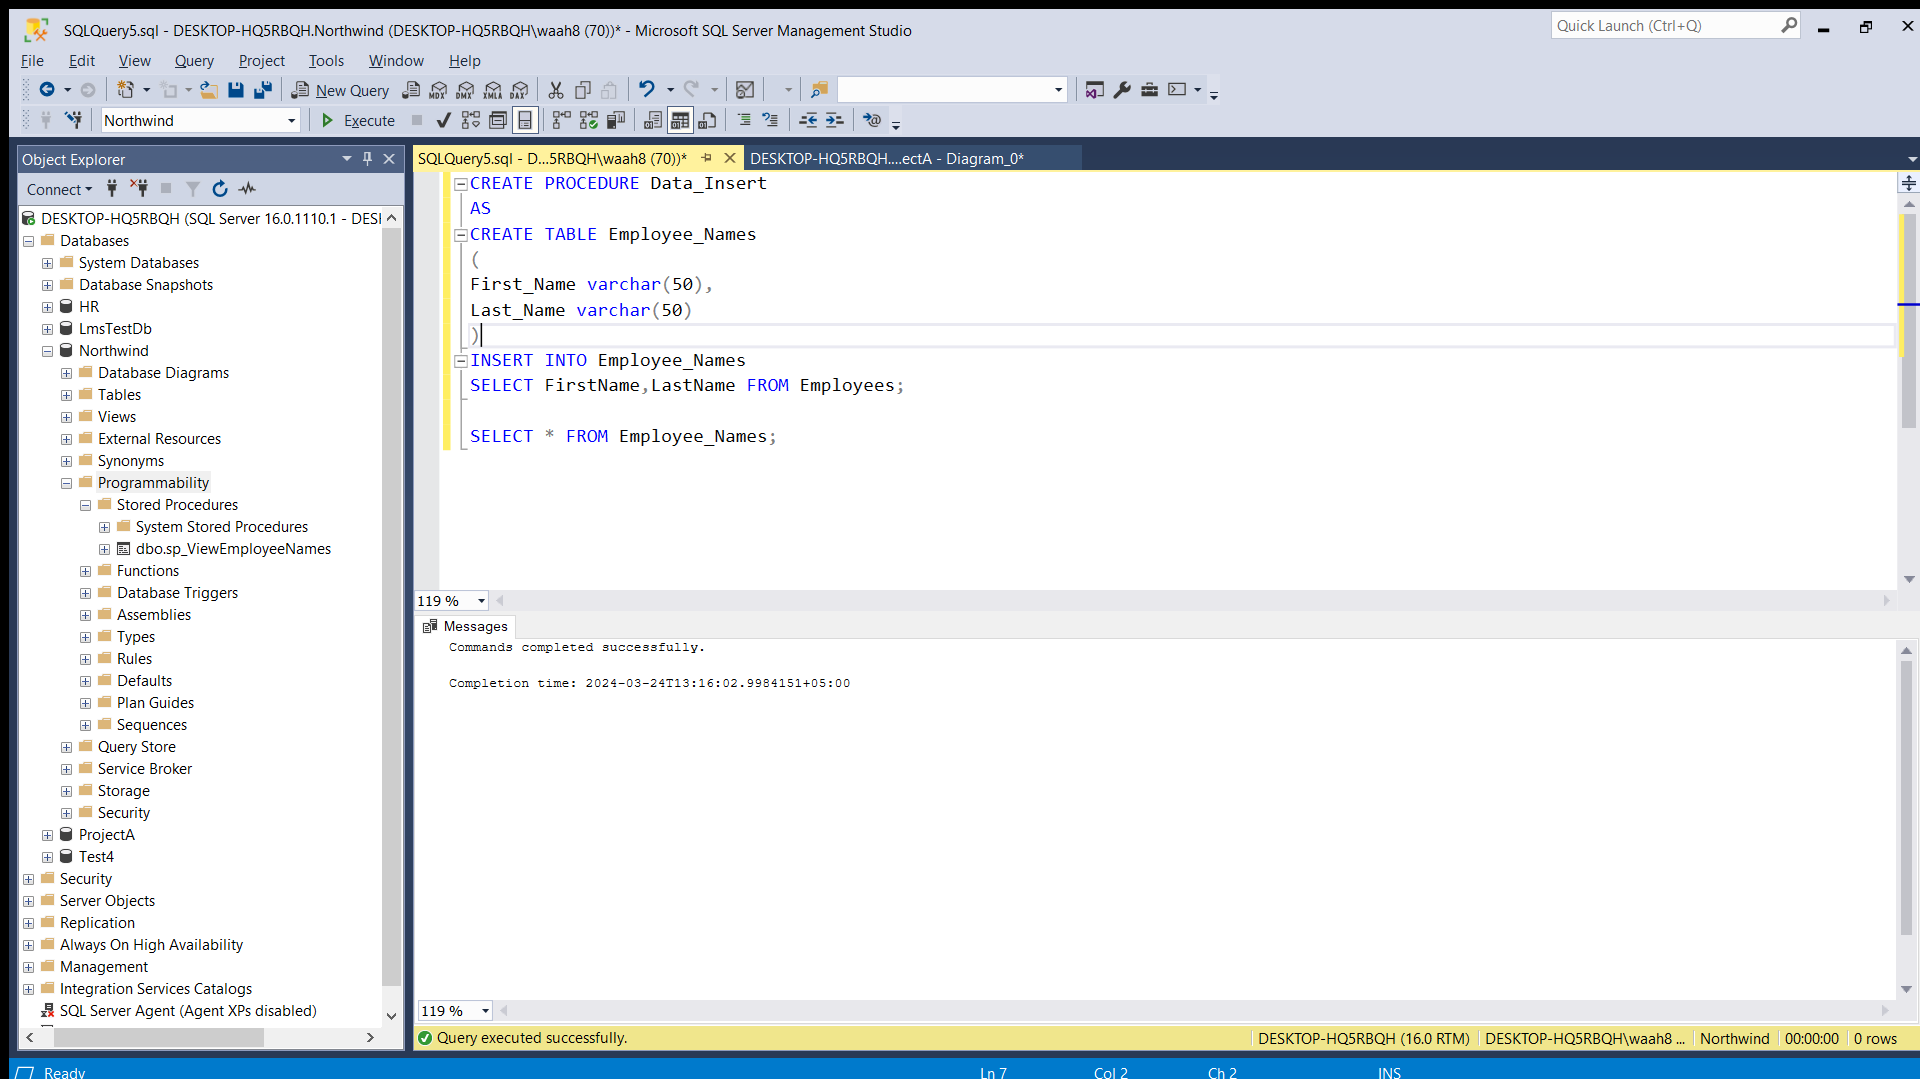 SQLQuery5.sql - DESKTOP-HQ5RBQH.Northwind (DESKTOP-HQ5RBQH\waah8 (70))* - Microsoft SQL Server Management Studio
Quick Launch (Ctrl+Q)
File Edit View Query Project Tools Window Help
New Query MDX DMX XMLA DAX
Northwind Execute
Object Explorer
Connect
DESKTOP-HQ5RBQH (SQL Server 16.0.1110.1 - DESI
Databases
System Databases
Database Snapshots
HR
LmsTestDb
Northwind
Database Diagrams
Tables
Views
External Resources
Synonyms
Programmability
Stored Procedures
System Stored Procedures
dbo.sp_ViewEmployeeNames
Functions
Database Triggers
Assemblies
Types
Rules
Defaults
Plan Guides
Sequences
Query Store
Service Broker
Storage
Security
ProjectA
Test4
Security
Server Objects
Replication
Always On High Availability
Management
Integration Services Catalogs
SQL Server Agent (Agent XPs disabled)
SQLQuery5.sql - D...5RBQH\waah8 (70))* DESKTOP-HQ5RBQH....ectA - Diagram_0*
CREATE PROCEDURE Data_Insert
AS
CREATE TABLE Employee_Names
(
First_Name varchar(50),
Last_Name varchar(50)
)
INSERT INTO Employee_Names
SELECT FirstName,LastName FROM Employees;
SELECT * FROM Employee_Names;
119 %
Messages
Commands completed successfully.
Completion time: 2024-03-24T13:16:02.9984151+05:00
119 %
Query executed successfully. DESKTOP-HQ5RBQH (16.0 RTM) DESKTOP-HQ5RBQH\waah8 ... Northwind 00:00:00 0 rows
Ready Ln 7 Col 2 Ch 2 INS